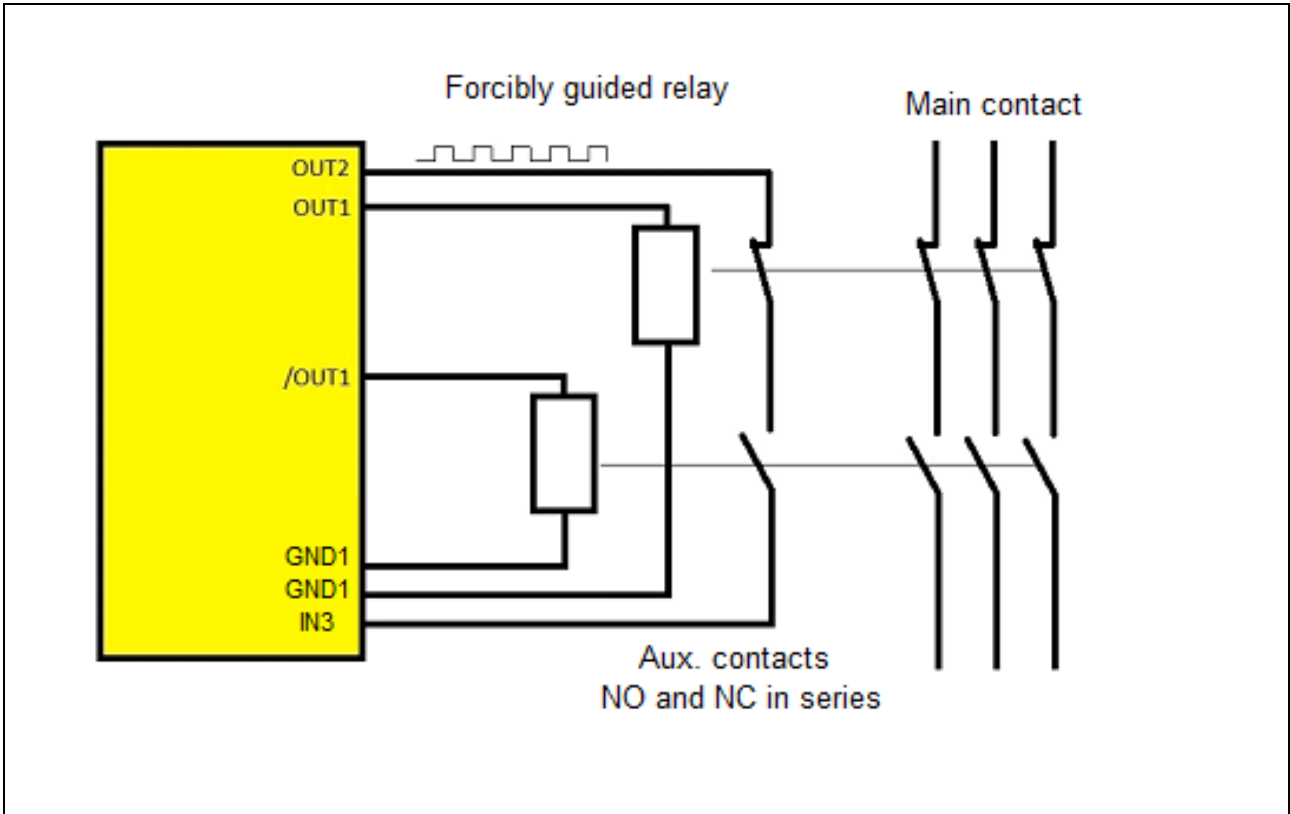 Forcibly guided relay
Main contact
OUT2
OUT1
/OUT1
GND1
GND1
IN3
Aux. contacts
NO and NC in series